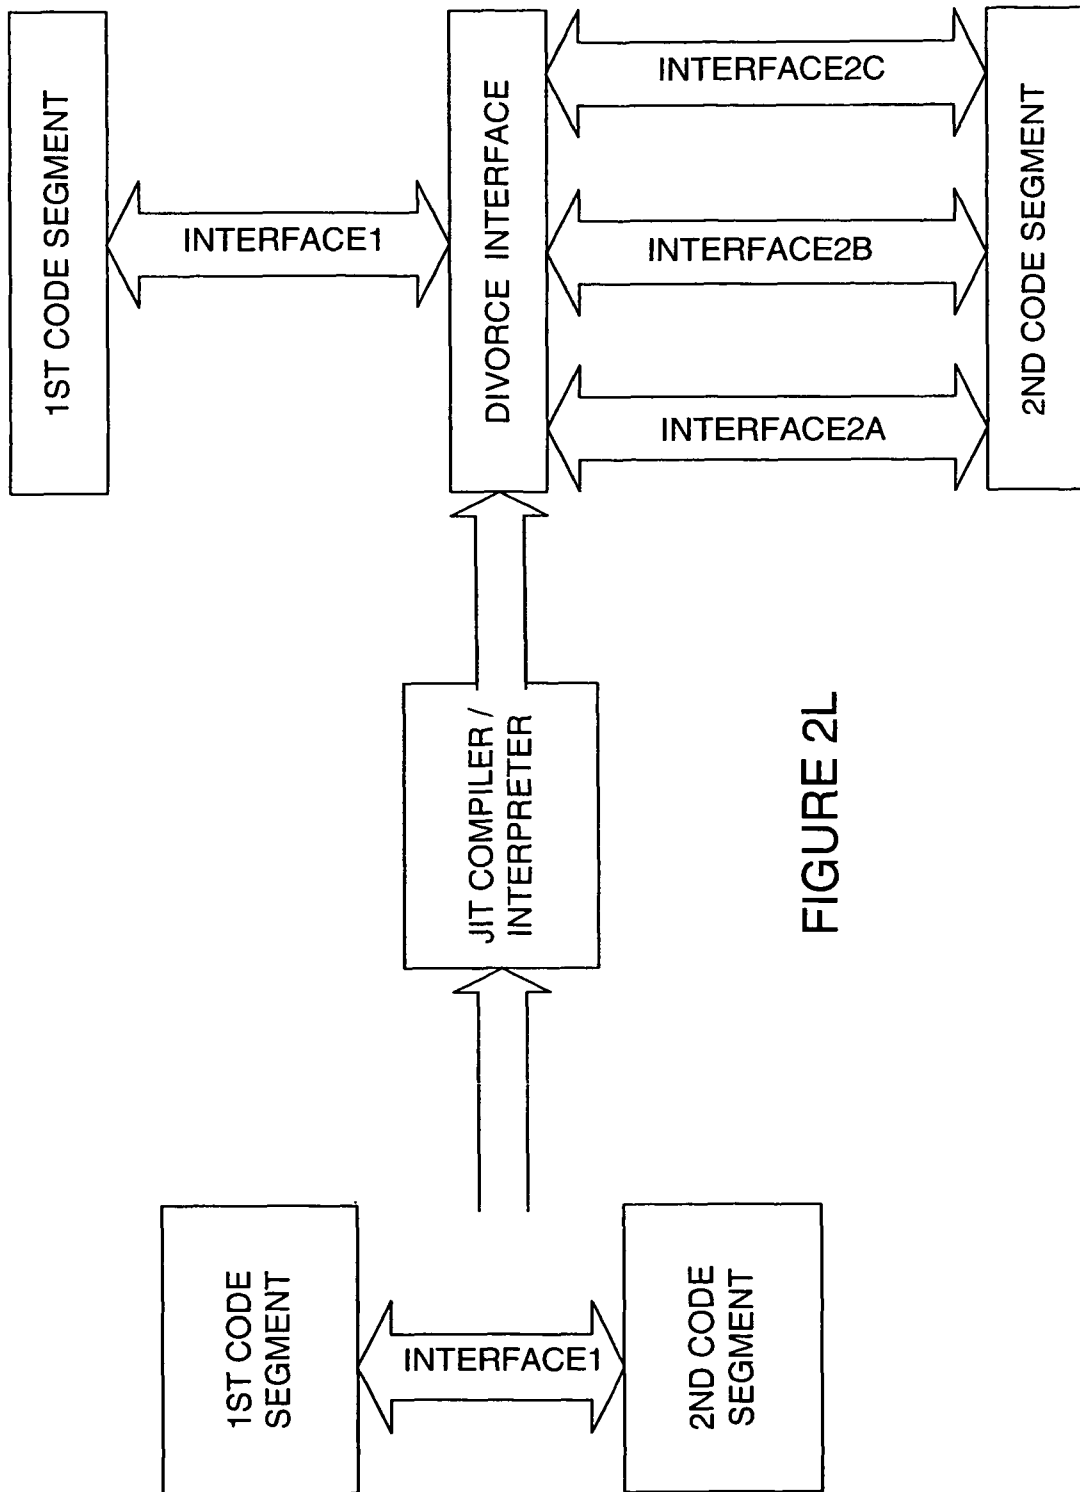 1ST CODE SEGMENT
INTERFACE1
DIVORCE INTERFACE
INTERFACE2A
INTERFACE2B
INTERFACE2C
2ND CODE SEGMENT
JIT COMPILER /
INTERPRETER
1ST CODE
SEGMENT
INTERFACE1
2ND CODE
SEGMENT
FIGURE 2L